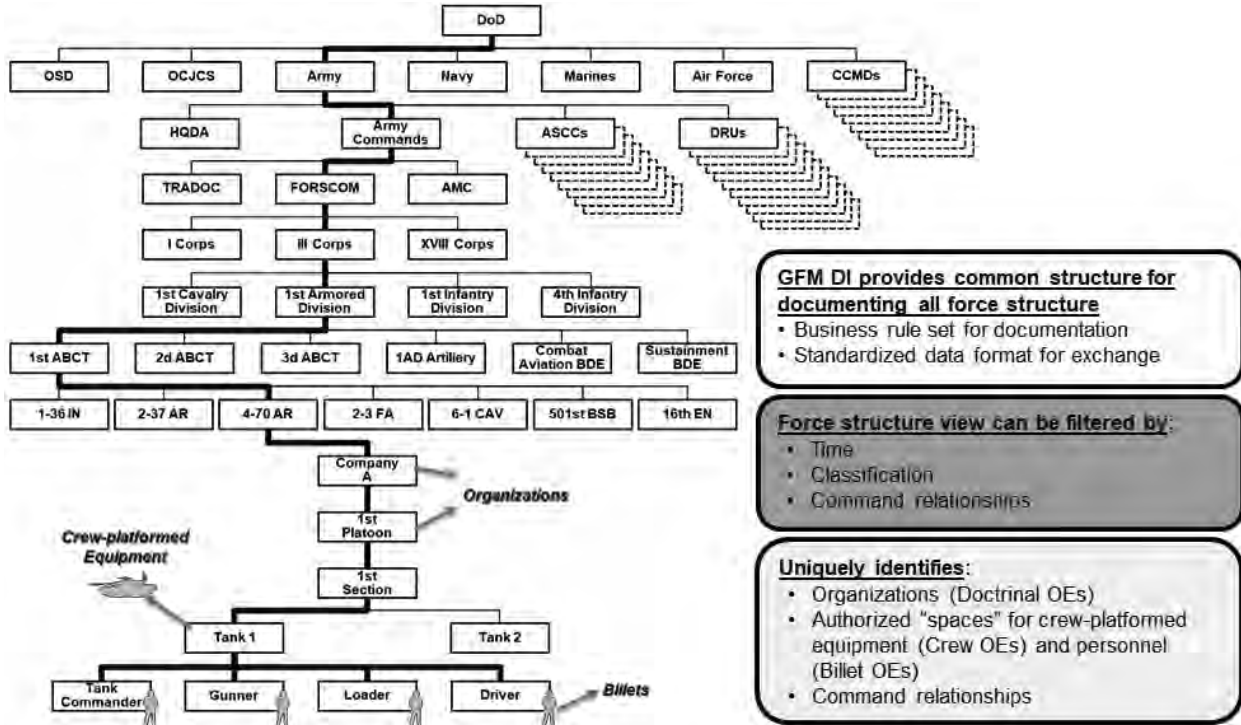 DoD
OSD
OCJCS
Army
Navy
Marines
Air Force
CCMDs
HQDA
Army
Commands
ASCCs
DRUs
TRADOC
FORSCOM
AMC
I Corps
III Corps
XVIII Corps
1st Cavalry
Division
1st Armored
Division
1st Infantry
Division
4th Infantry
Division
1st ABCT
2d ABCT
3d ABCT
1AD Artillery
Combat
Aviation BDE
Sustainment
BDE
1-36 IN
2-37 AR
4-70 AR
2-3 FA
6-1 CAV
501st BSB
16th EN
Company
A
Organizations
1st
Platoon
Crew-platformed
Equipment
1st
Section
Tank 1
Tank 2
Tank
Commander
Gunner
Loader
Driver
Billets
GFM DI provides common structure for
documenting all force structure
• Business rule set for documentation
• Standardized data format for exchange
Force structure view can be filtered by:
• Time
• Classification
• Command relationships
Uniquely identifies:
• Organizations (Doctrinal OEs)
• Authorized "spaces" for crew-platformed
equipment (Crew OEs) and personnel
(Billet OEs)
• Command relationships